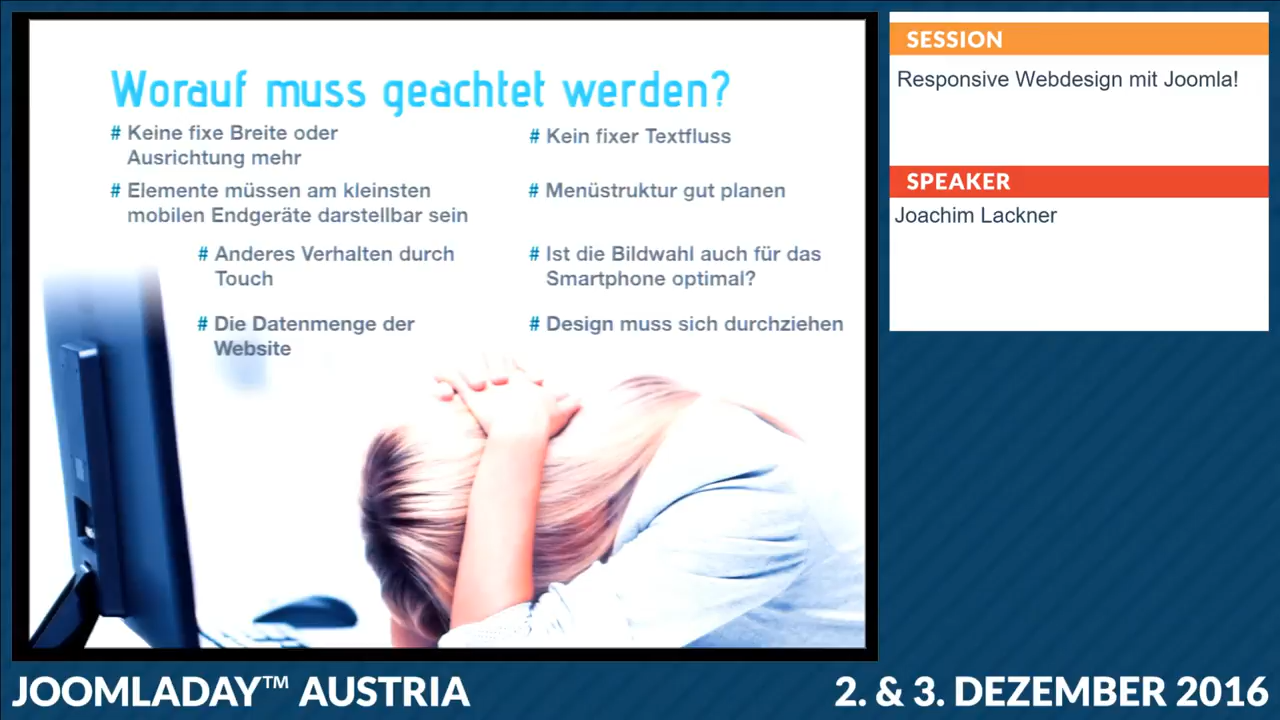 Worauf muss geachtet werden?
# Keine fixe Breite oder
Ausrichtung mehr
# Elemente müssen am kleinsten
mobilen Endgeräte darstellbar sein
# Anderes Verhalten durch
Touch
# Die Datenmenge der
Website
# Kein fixer Textfluss
# Menüstruktur gut planen
# Ist die Bildwahl auch für das
Smartphone optimal?
# Design muss sich durchziehen
SESSION
Responsive Webdesign mit Joomla!
SPEAKER
Joachim Lackner
JOOMLADAY™ AUSTRIA
2. & 3. DEZEMBER 2016